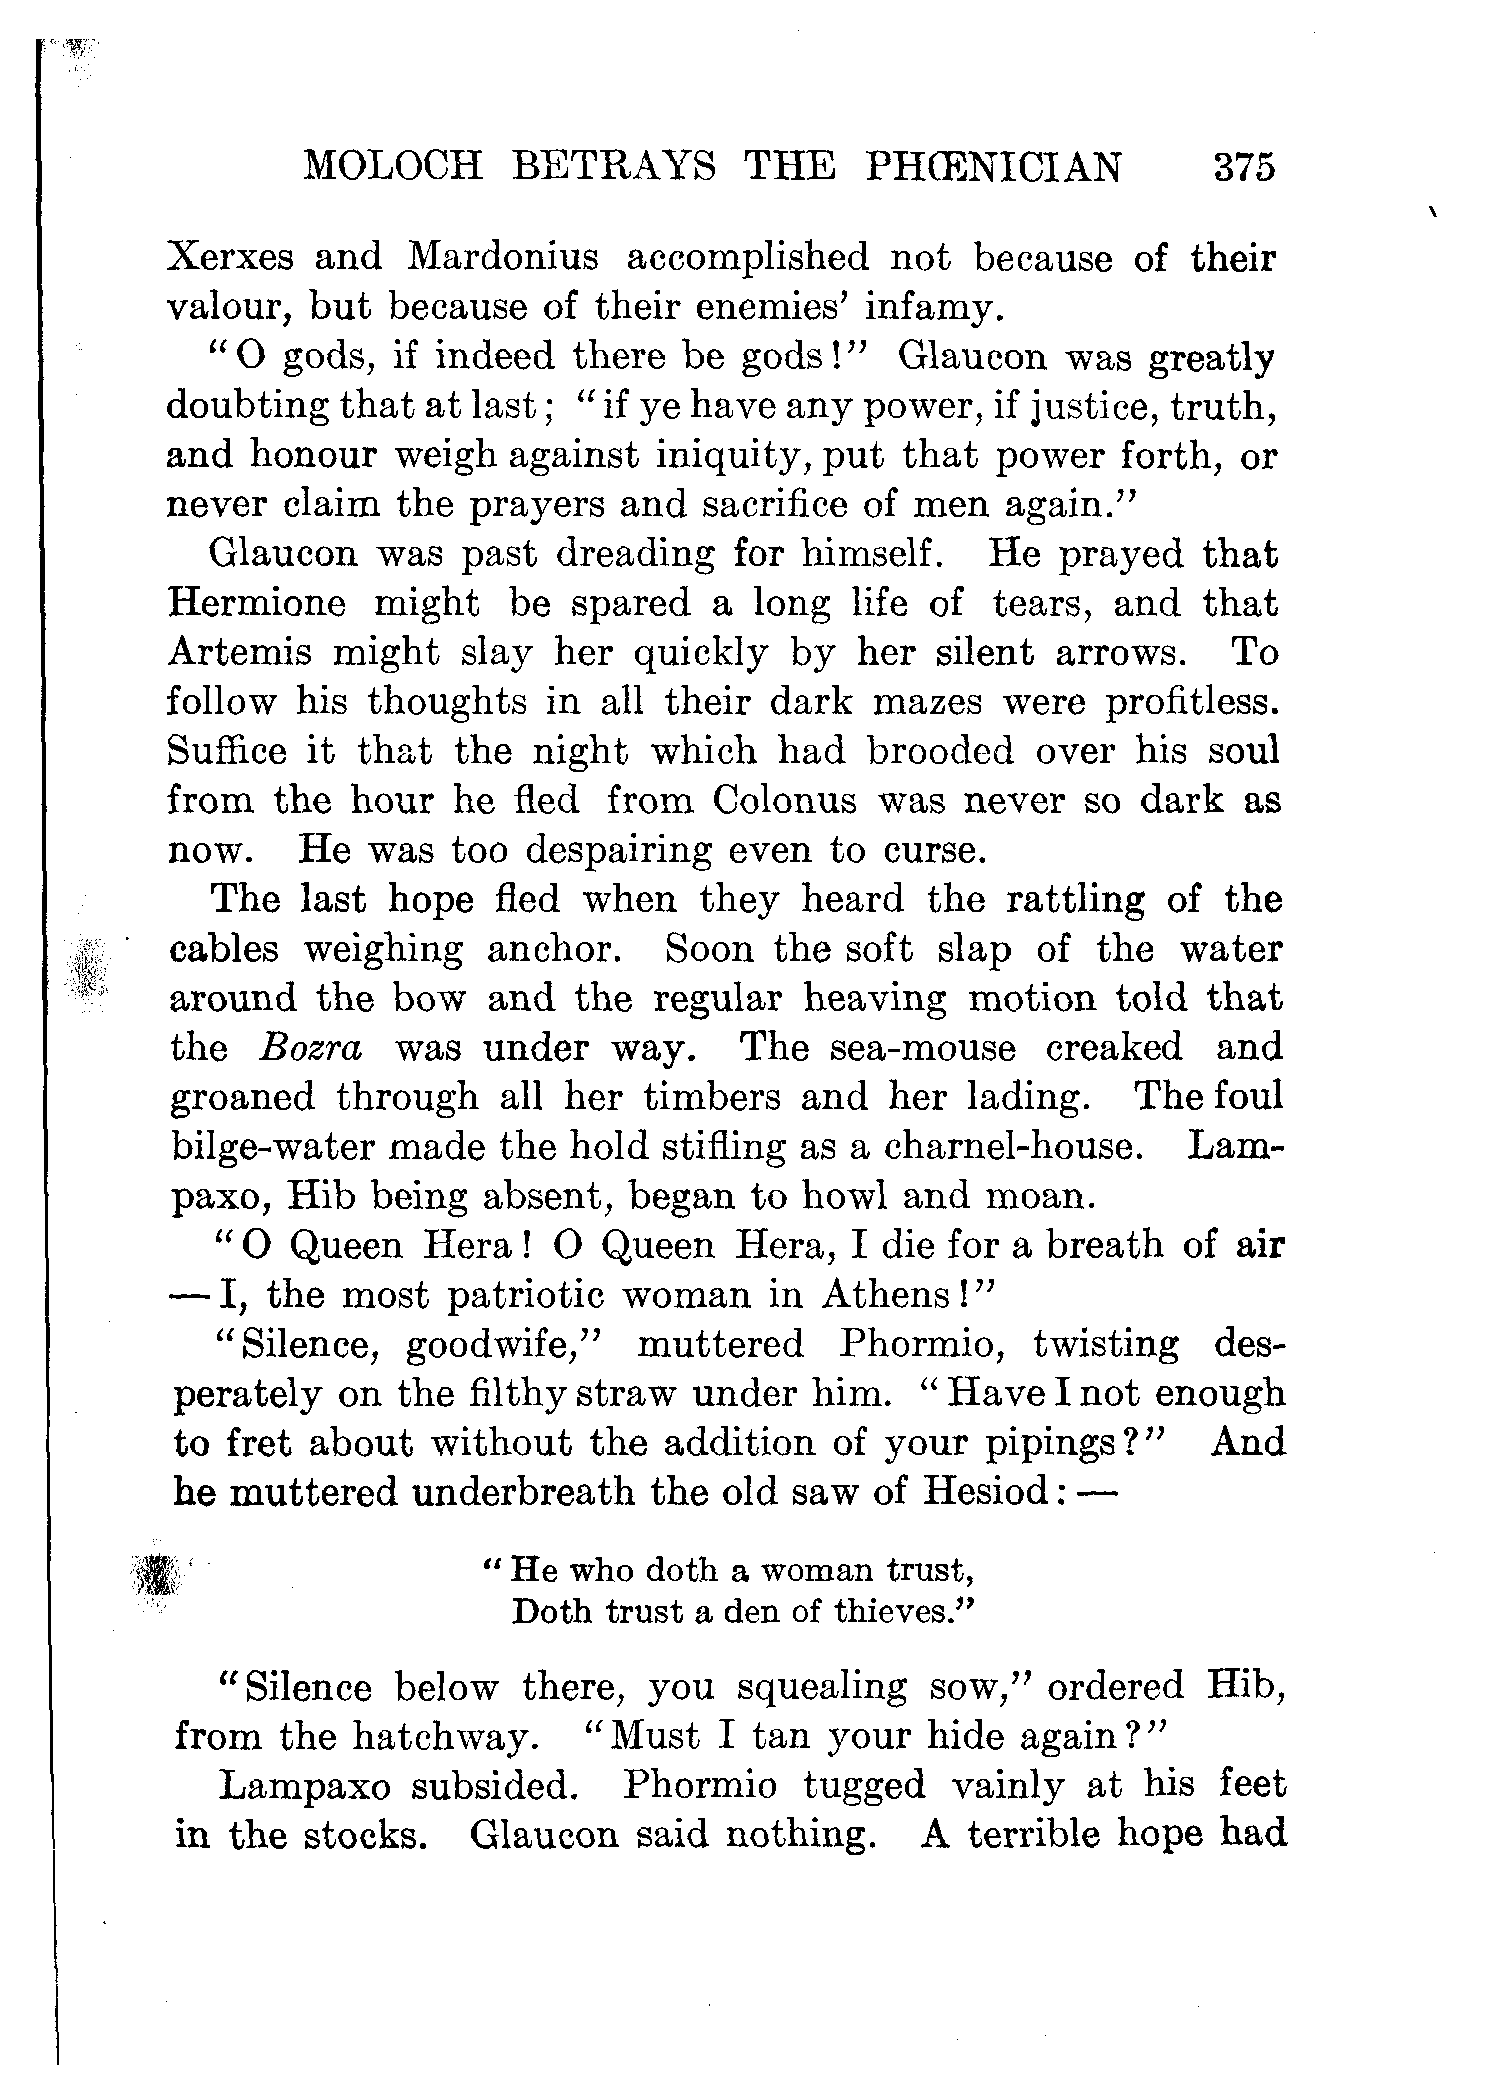 MOLOCH BETRAYS THE PHŒNICIAN 375
Xerxes and Mardonius accomplished not because of their
valour, but because of their enemies' infamy.
"O gods, if indeed there be gods!" Glaucon was greatly
doubting that at last; "if ye have any power, if justice, truth,
and honour weigh against iniquity, put that power forth, or
never claim the prayers and sacrifice of men again."
Glaucon was past dreading for himself. He prayed that
Hermione might be spared a long life of tears, and that
Artemis might slay her quickly by her silent arrows. To
follow his thoughts in all their dark mazes were profitless.
Suffice it that the night which had brooded over his soul
from the hour he fled from Colonus was never so dark as
now. He was too despairing even to curse.
The last hope fled when they heard the rattling of the
cables weighing anchor. Soon the soft slap of the water
around the bow and the regular heaving motion told that
the Bozra was under way. The sea-mouse creaked and
groaned through all her timbers and her lading. The foul
bilge-water made the hold stifling as a charnel-house. Lam-
paxo, Hib being absent, began to howl and moan.
"O Queen Hera! O Queen Hera, I die for a breath of air
—I, the most patriotic woman in Athens!"
"Silence, goodwife," muttered Phormio, twisting des-
perately on the filthy straw under him. "Have I not enough
to fret about without the addition of your pipings?" And
he muttered underbreath the old saw of Hesiod:—
"He who doth a woman trust,
Doth trust a den of thieves."
"Silence below there, you squealing sow," ordered Hib,
from the hatchway. "Must I tan your hide again?"
Lampaxo subsided. Phormio tugged vainly at his feet
in the stocks. Glaucon said nothing. A terrible hope had